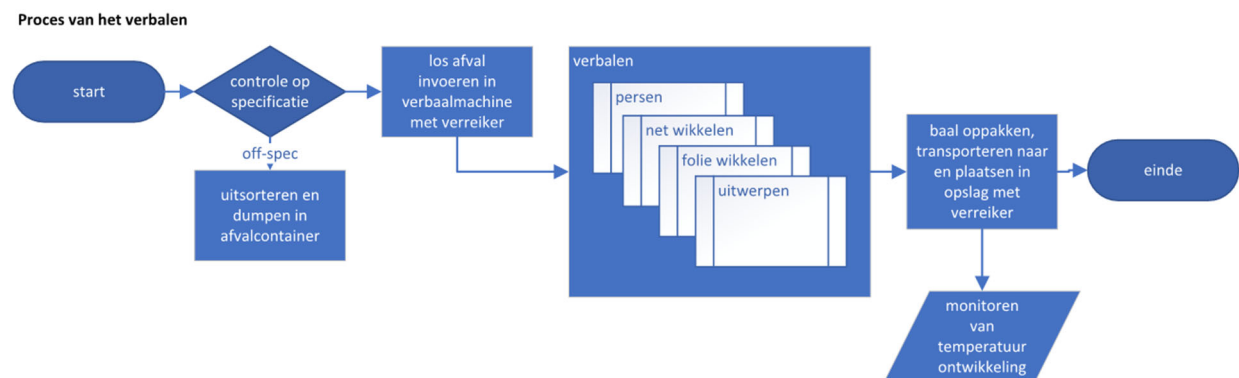 Proces van het verbalen
start
controle op
specificatie
off-spec
uitsorteren en
dumpen in
afvalcontainer
los afval
invoeren in
verbaalmachine
met verreiker
verbalen
persen
net wikkelen
folie wikkelen
uitwerpen
baal oppakken,
transporteren naar
en plaatsen in
opslag met
verreiker
einde
monitoren
van
temperatuur
ontwikkeling